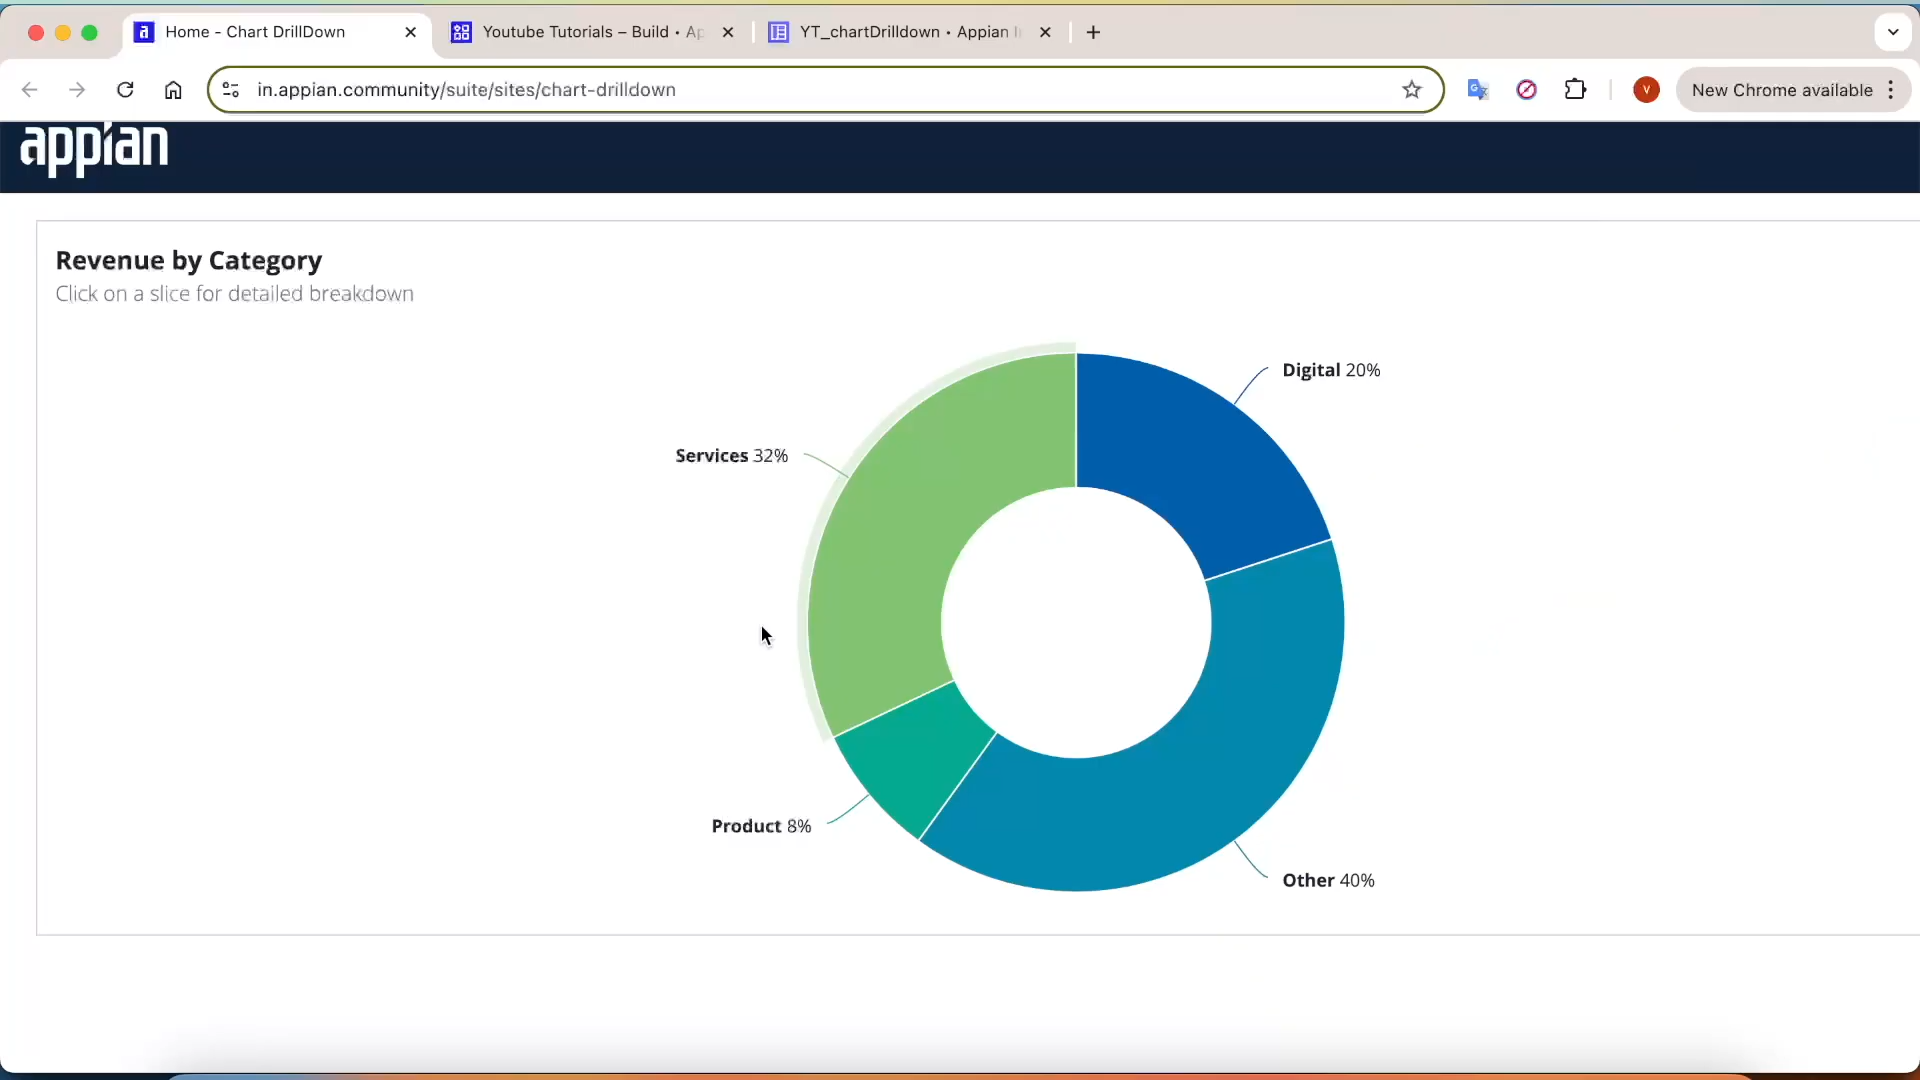 Home - Chart DrillDown
Youtube Tutorials – Build • Ap
YT_chartDrilldown • Appian I
in.appian.community/suite/sites/chart-drilldown
V
New Chrome available
appian
Revenue by Category
Click on a slice for detailed breakdown
Digital 20%
Services 32%
Product 8%
Other 40%